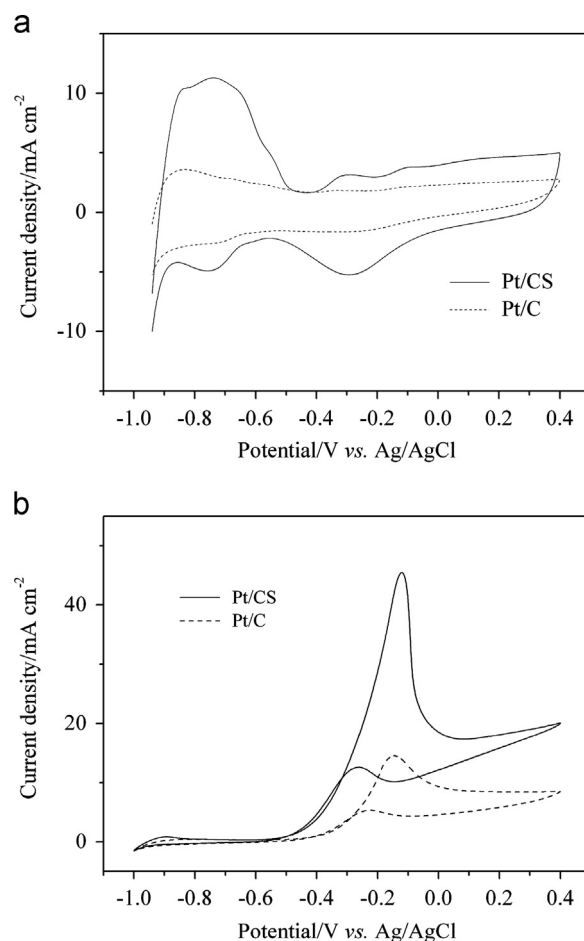 a
Current density/mA cm⁻²
10
0
-10
Pt/CS
Pt/C
-1.0 -0.8 -0.6 -0.4 -0.2 0.0 0.2 0.4
Potential/V vs. Ag/AgCl
b
Current density/mA cm⁻²
40
20
0
Pt/CS
Pt/C
-1.0 -0.8 -0.6 -0.4 -0.2 0.0 0.2 0.4
Potential/V vs. Ag/AgCl